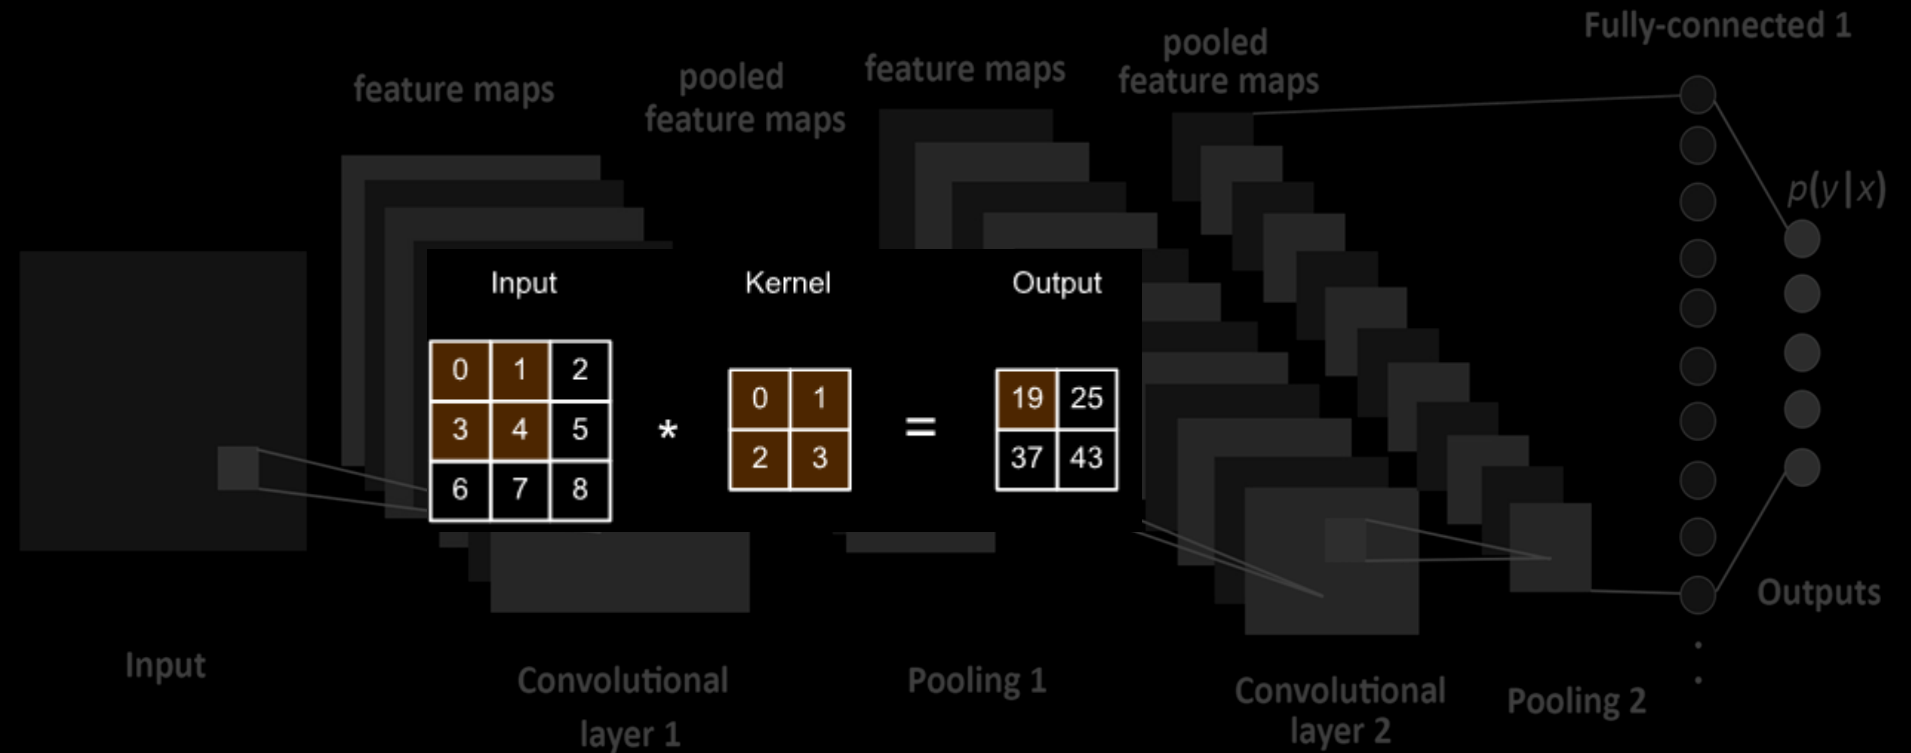 Fully-connected 1
pooled
feature maps
feature maps
pooled
feature maps
feature maps
p(y|x)
Input Kernel Output
0 1 2
3 4 5
6 7 8
*
0 1
2 3
=
19 25
37 43
Outputs
Input
Convolutional
layer 1
Pooling 1
Convolutional
layer 2
Pooling 2